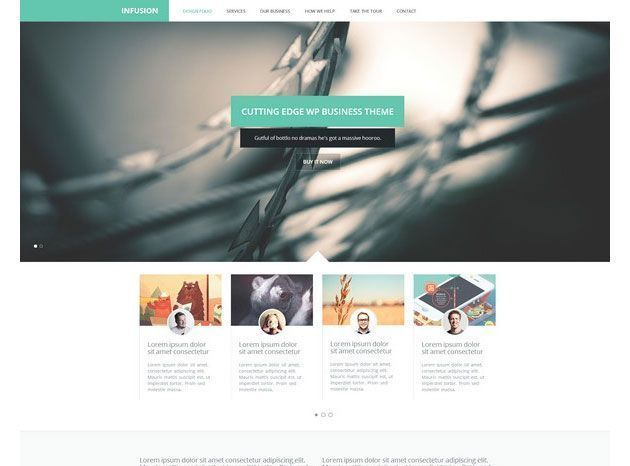 INFUSION
DESIGN FOLIO SERVICES OUR BUSINESS HOW WE HELP TAKE THE TOUR CONTACT
CUTTING EDGE WP BUSINESS THEME
Gutful of bottlo no dramas he's got a massive hooroo.
BUY IT NOW
Lorem ipsum dolor
sit amet consectetur
Lorem ipsum dolor sit amet,
consectetur adipiscing elit.
Mauris mattis suscipit est, ut
imperdiet tortor. Proin sed
molestie massa.
Lorem ipsum dolor
sit amet consectetur
Lorem ipsum dolor sit amet,
consectetur adipiscing elit.
Mauris mattis suscipit est, ut
imperdiet tortor. Proin sed
molestie massa.
Lorem ipsum dolor
sit amet consectetur
Lorem ipsum dolor sit amet,
consectetur adipiscing elit.
Mauris mattis suscipit est, ut
imperdiet tortor. Proin sed
molestie massa.
Lorem ipsum dolor
sit amet consectetur
Lorem ipsum dolor sit amet,
consectetur adipiscing elit.
Mauris mattis suscipit est, ut
imperdiet tortor. Proin sed
molestie massa.
Lorem ipsum dolor sit amet consectetur adipiscing elit.
Lorem ipsum dolor sit amet consectetur adipiscing elit.